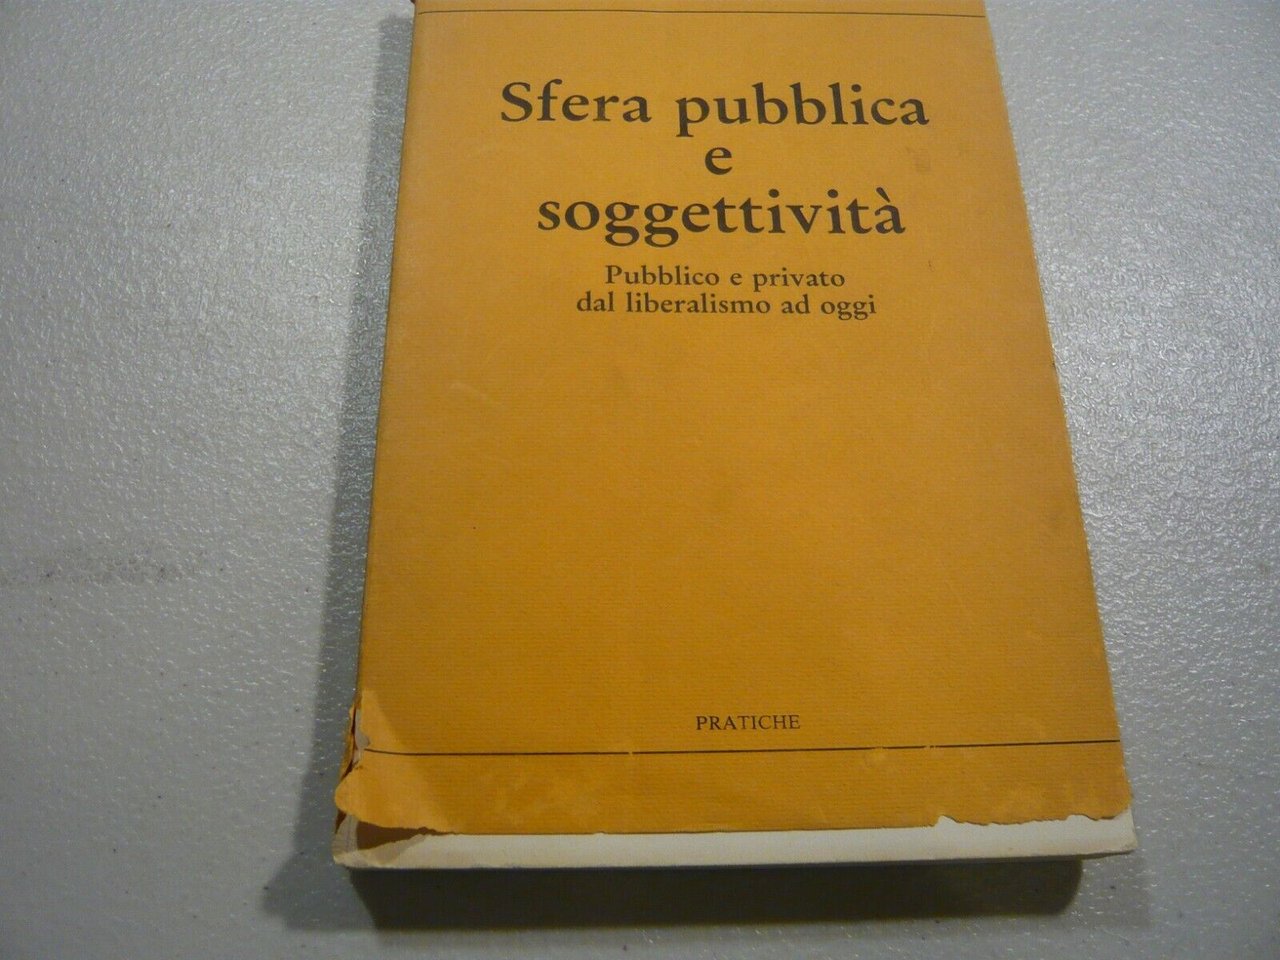 Sfera pubblica
e
soggettività
Pubblico e privato
dal liberalismo ad oggi
PRATICHE